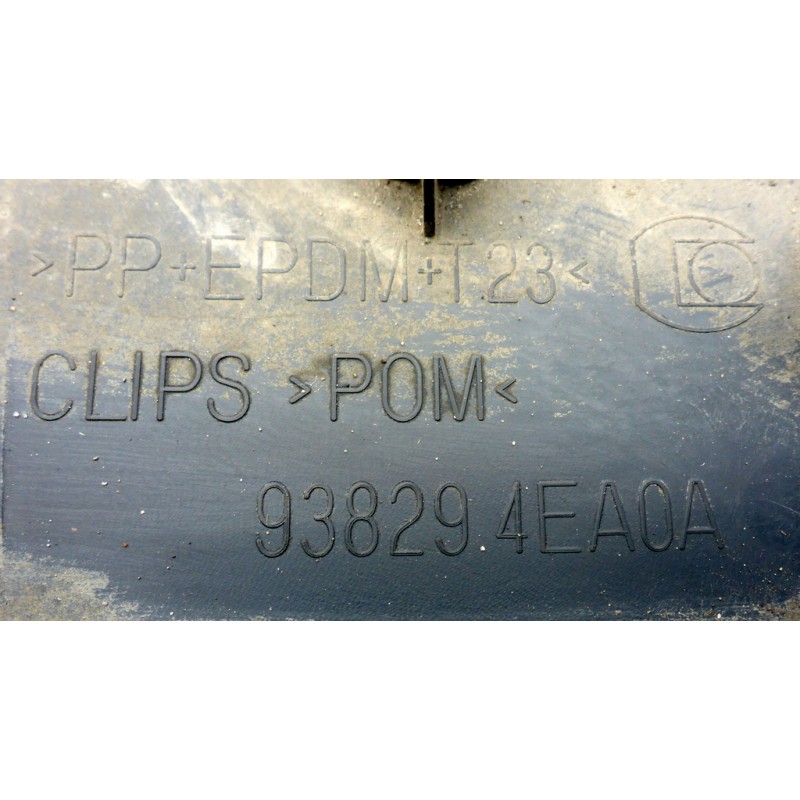 >PP+EPDM+T23<
CLIPS >POM<
93829 4EA0A